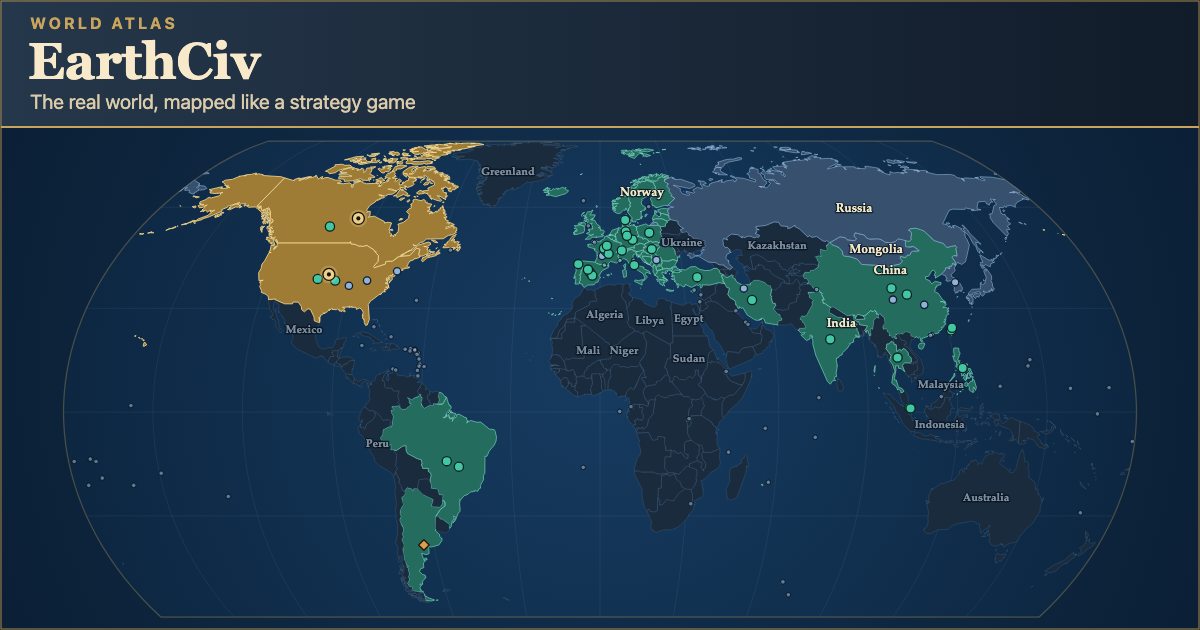 WORLD ATLAS
EarthCiv
The real world, mapped like a strategy game
Greenland
Norway
Russia
Ukraine
Kazakhstan
Mongolia
China
Mexico
Algeria
Libya
Egypt
India
Mali
Niger
Sudan
Malaysia
Indonesia
Peru
Australia